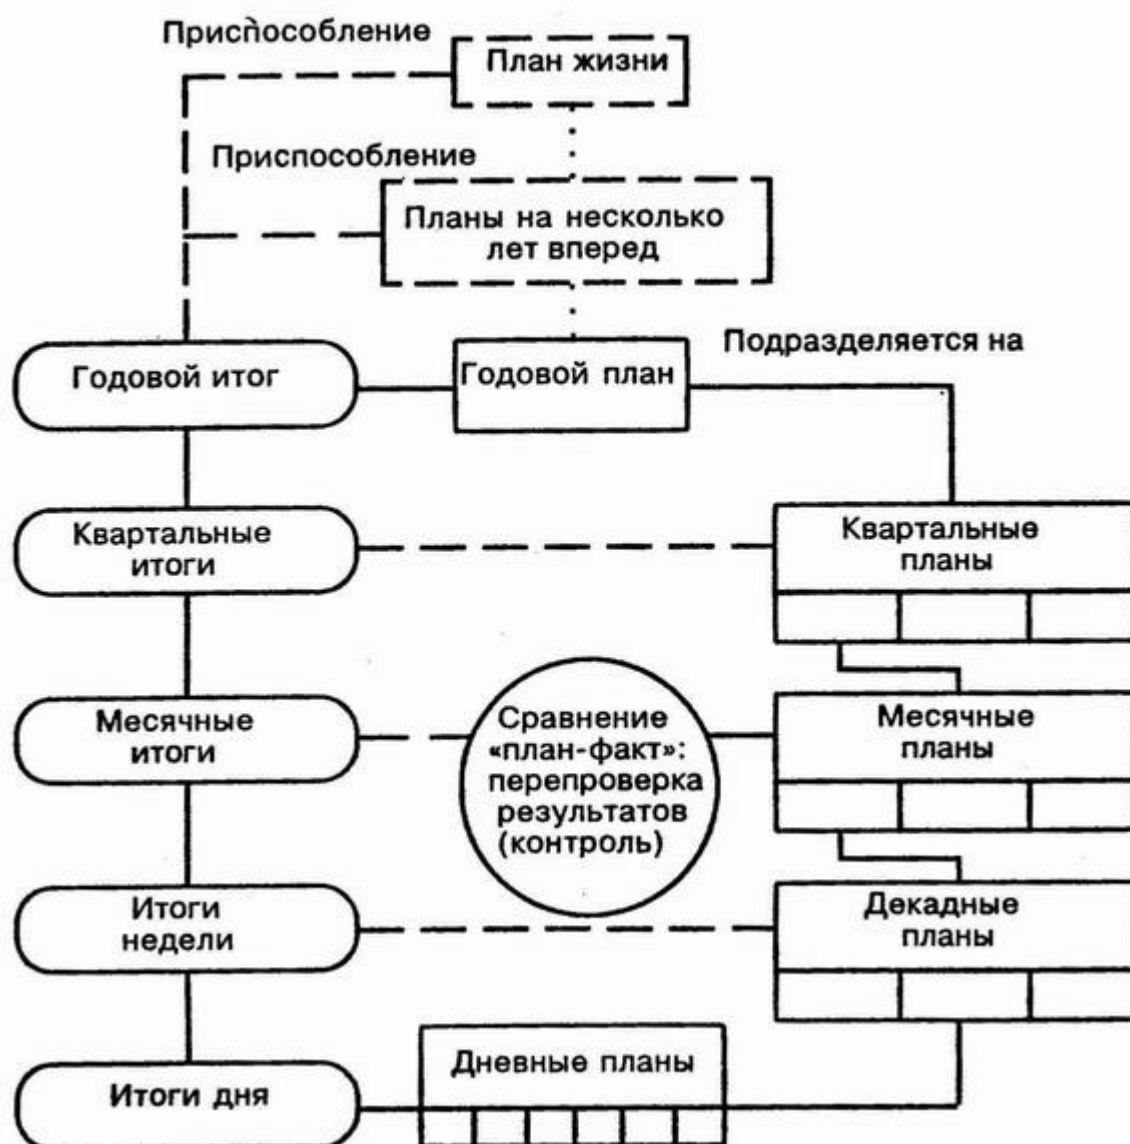 Приспособление
План жизни
Приспособление
Планы на несколько
лет вперед
Подразделяется на
Годовой итог
Годовой план
Квартальные
итоги
Квартальные
планы
Месячные
итоги
Сравнение
«план-факт»:
перепроверка
результатов
(контроль)
Месячные
планы
Итоги
недели
Декадные
планы
Дневные планы
Итоги дня